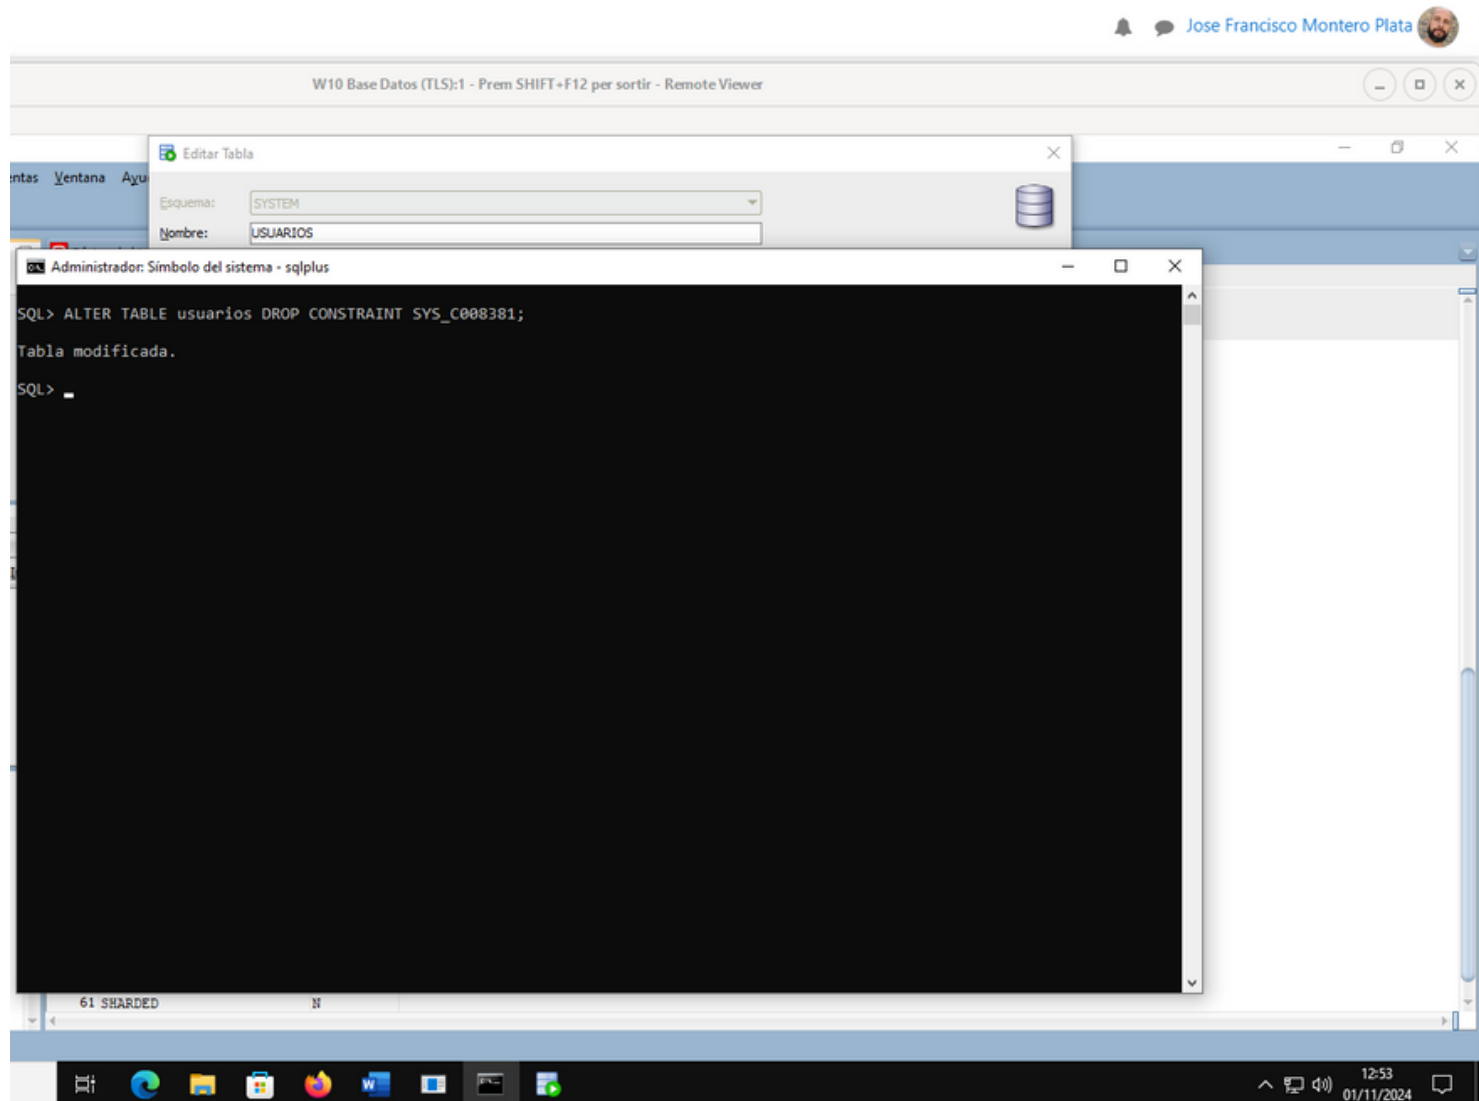 Jose Francisco Montero Plata
W10 Base Datos (TLS):1 - Prem SHIFT+F12 per sortir - Remote Viewer
Editar Tabla
Ventana
Esquema: SYSTEM
Nombre: USUARIOS
Administrador: Símbolo del sistema - sqlplus
SQL> ALTER TABLE usuarios DROP CONSTRAINT SYS_C008381;
Tabla modificada.
SQL>
61 SHARDED N
12:53
01/11/2024